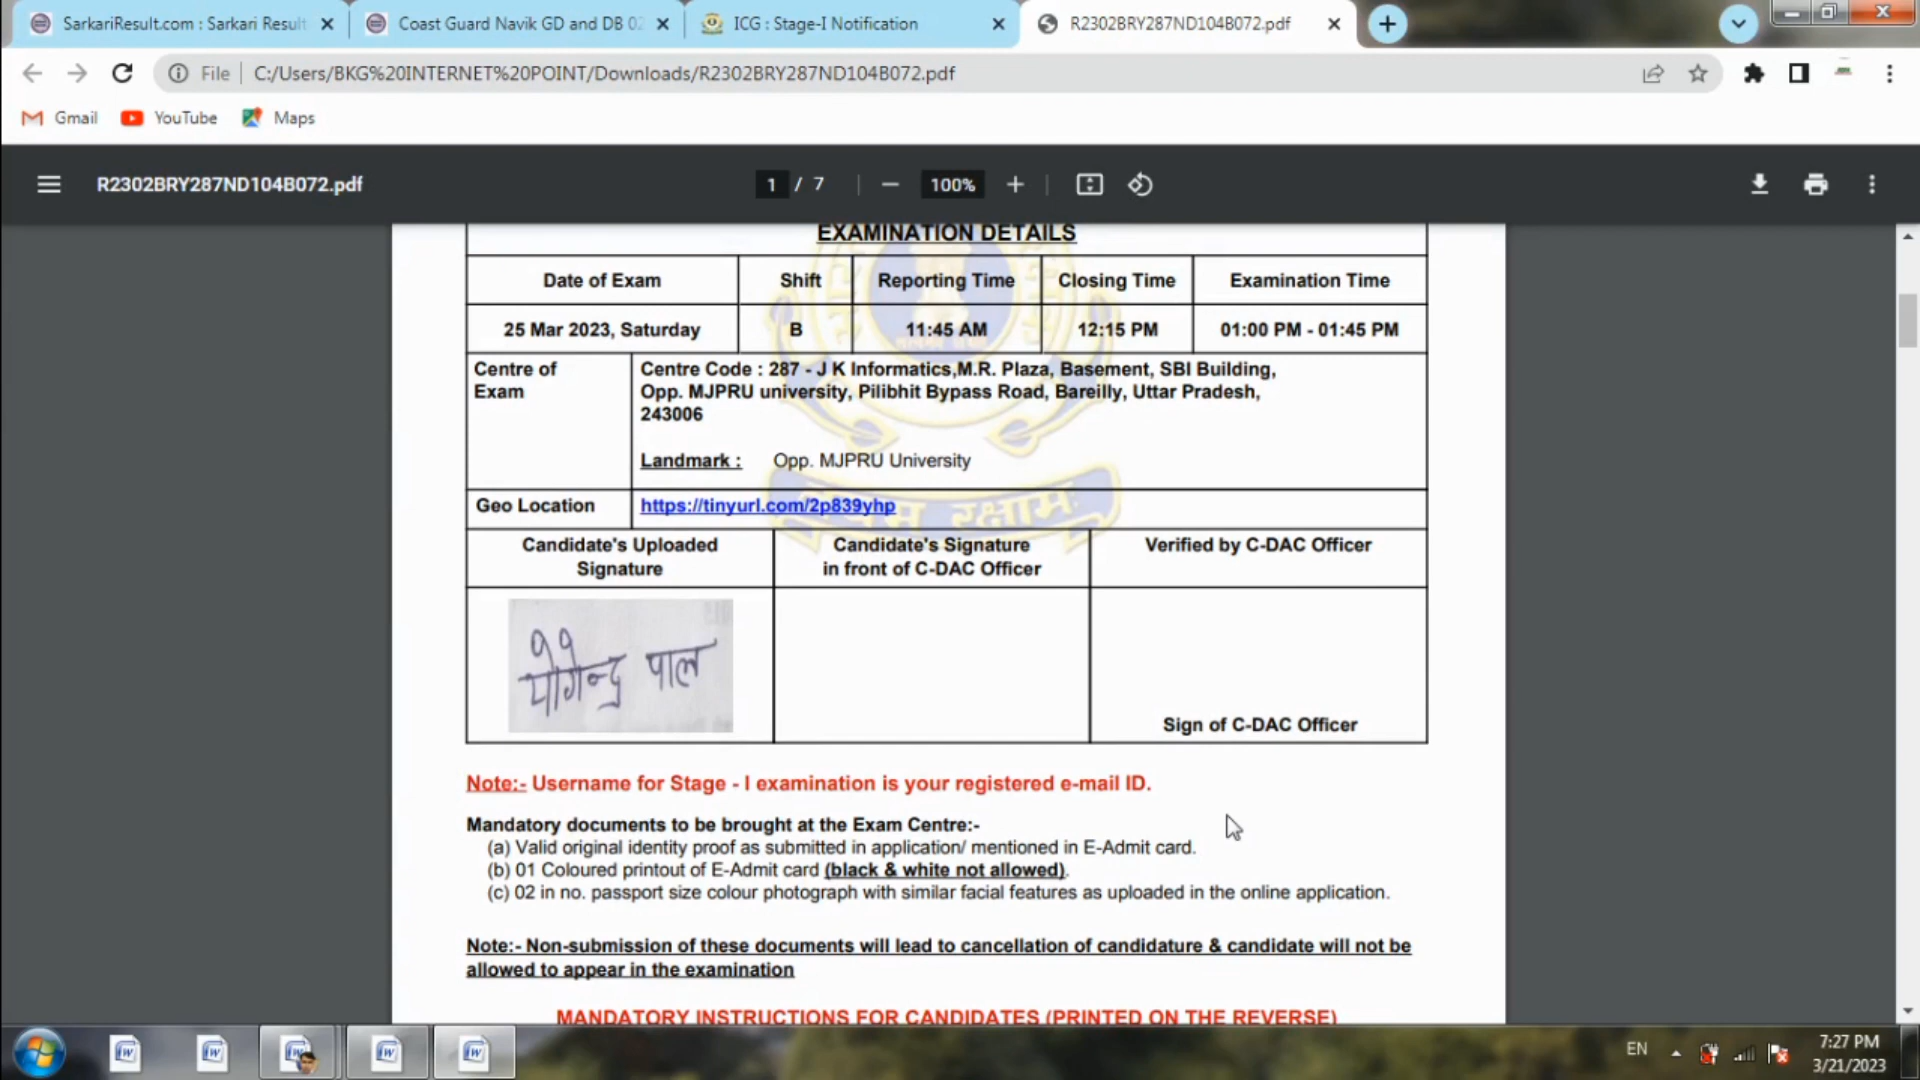 SarkariResult.com : Sarkari Result
Coast Guard Navik GD and DB 02
ICG : Stage-I Notification
R2302BRY287ND104B072.pdf
File
C:/Users/BKG%20INTERNET%20POINT/Downloads/R2302BRY287ND104B072.pdf
Gmail
YouTube
Maps
R2302BRY287ND104B072.pdf
1 / 7
100%
EXAMINATION DETAILS
Date of Exam Shift Reporting Time Closing Time Examination Time
25 Mar 2023, Saturday B 11:45 AM 12:15 PM 01:00 PM - 01:45 PM
Centre of
Exam
Centre Code : 287 - J K Informatics,M.R. Plaza, Basement, SBI Building,
Opp. MJPRU university, Pilibhit Bypass Road, Bareilly, Uttar Pradesh,
243006
Landmark : Opp. MJPRU University
Geo Location https://tinyurl.com/2p839yhp
रक्षामः
Candidate's Uploaded
Signature
Candidate's Signature
in front of C-DAC Officer
Verified by C-DAC Officer
योगेन्द्र पाल
Sign of C-DAC Officer
Note:- Username for Stage - I examination is your registered e-mail ID.
Mandatory documents to be brought at the Exam Centre:-
(a) Valid original identity proof as submitted in application/ mentioned in E-Admit card.
(b) 01 Coloured printout of E-Admit card (black & white not allowed).
(c) 02 in no. passport size colour photograph with similar facial features as uploaded in the online application.
Note:- Non-submission of these documents will lead to cancellation of candidature & candidate will not be
allowed to appear in the examination
MANDATORY INSTRUCTIONS FOR CANDIDATES (PRINTED ON THE REVERSE)
EN
7:27 PM
3/21/2023